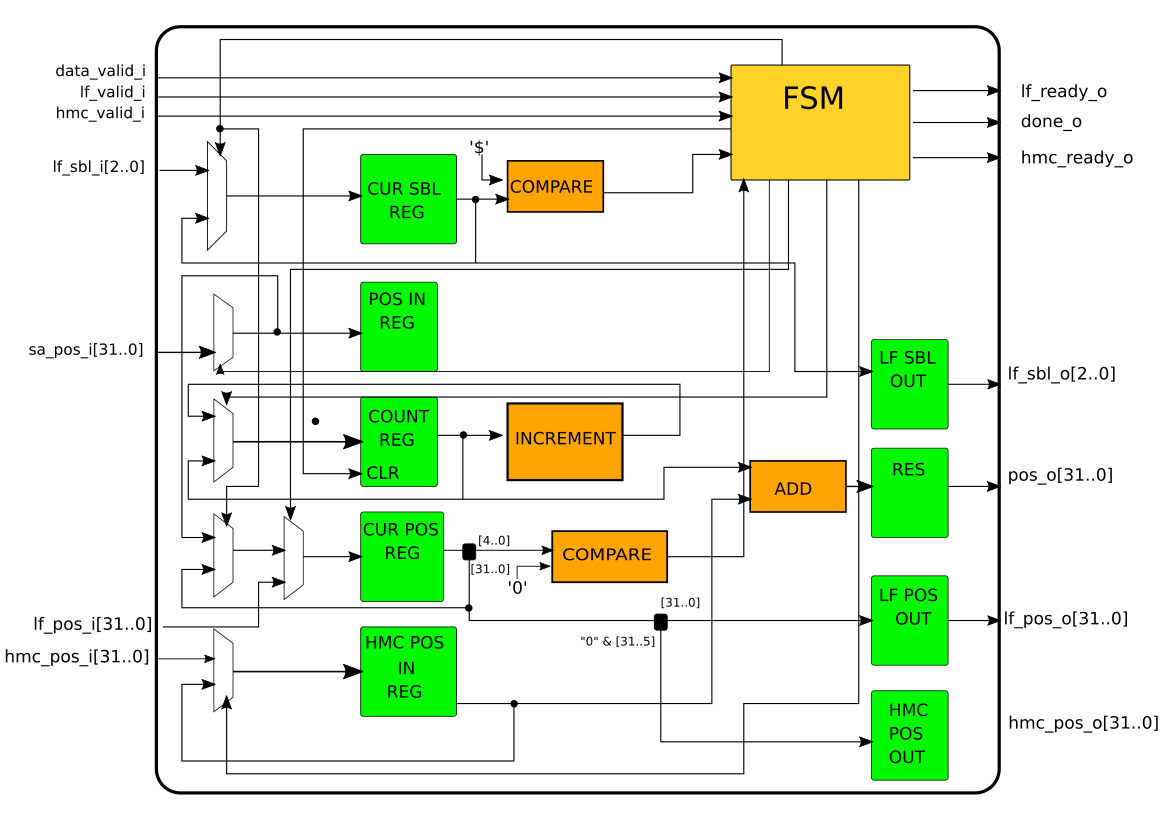 data_valid_i
lf_valid_i
hmc_valid_i
FSM
lf_ready_o
done_o
hmc_ready_o
lf_sbl_i[2..0]
'$'
CUR SBL
REG
COMPARE
POS IN
REG
sa_pos_i[31..0]
LF SBL
OUT
lf_sbl_o[2..0]
COUNT
REG
CLR
INCREMENT
ADD
RES
pos_o[31..0]
CUR POS
REG
[4..0]
[31..0]
'0'
COMPARE
[31..0]
"0" & [31..5]
LF POS
OUT
lf_pos_o[31..0]
lf_pos_i[31..0]
hmc_pos_i[31..0]
HMC POS
IN
REG
HMC
POS
OUT
hmc_pos_o[31..0]